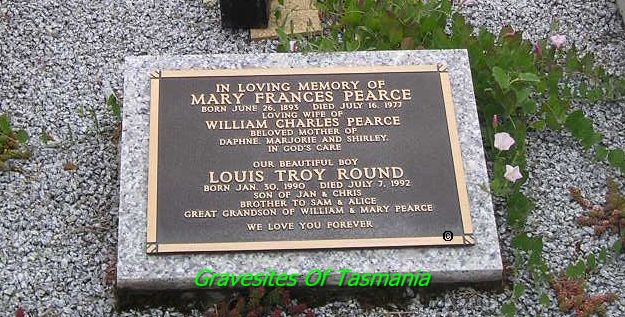 IN LOVING MEMORY OF
MARY FRANCES PEARCE
BORN JUNE 26, 1893 DIED JULY 16, 1977
LOVING WIFE OF
WILLIAM CHARLES PEARCE
BELOVED MOTHER OF
DAPHNE, MARJORIE AND SHIRLEY.
IN GOD'S CARE
OUR BEAUTIFUL BOY
LOUIS TROY ROUND
BORN JAN. 30, 1990 DIED JULY 7, 1992
SON OF JAN & CHRIS
BROTHER TO SAM & ALICE
GREAT GRANDSON OF WILLIAM & MARY PEARCE
WE LOVE YOU FOREVER
Gravesites Of Tasmania